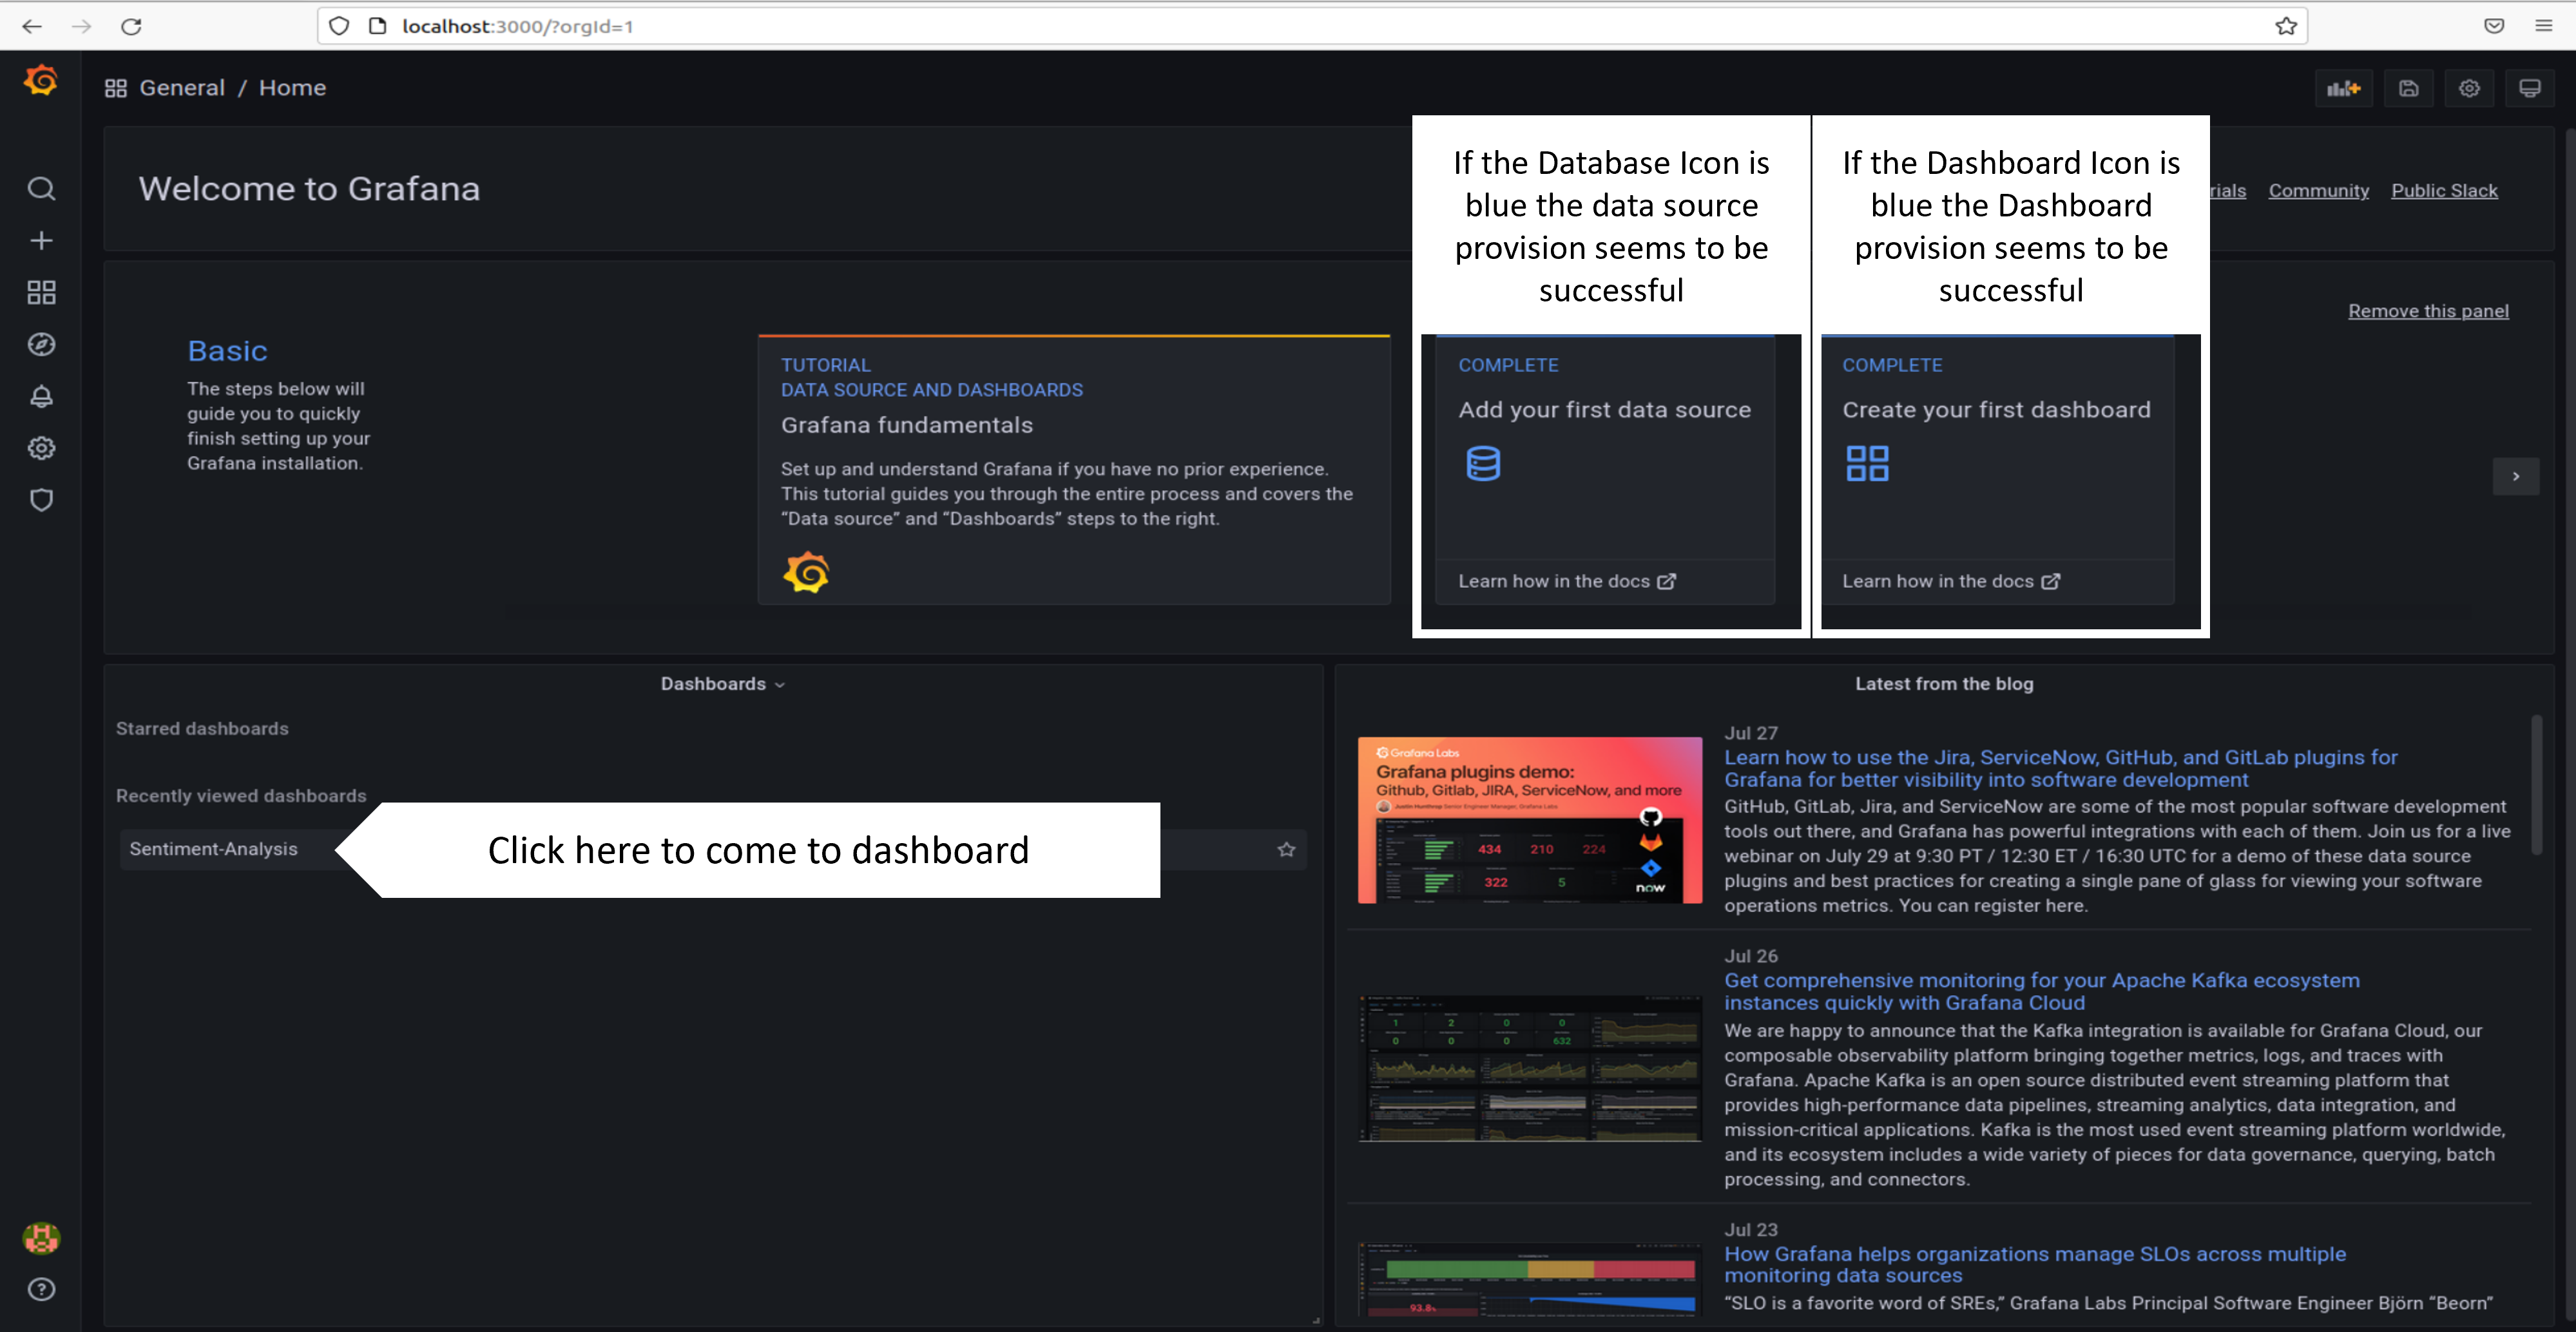 localhost:3000/?orgId=1
General / Home
Welcome to Grafana
If the Database Icon is
blue the data source
provision seems to be
successful
If the Dashboard Icon is
blue the Dashboard
provision seems to be
successful
rials Community Public Slack
Remove this panel
Basic
The steps below will
guide you to quickly
finish setting up your
Grafana installation.
TUTORIAL
DATA SOURCE AND DASHBOARDS
Grafana fundamentals
Set up and understand Grafana if you have no prior experience.
This tutorial guides you through the entire process and covers the
“Data source” and “Dashboards” steps to the right.
COMPLETE
Add your first data source
Learn how in the docs
COMPLETE
Create your first dashboard
Learn how in the docs
Dashboards
Starred dashboards
Recently viewed dashboards
Sentiment-Analysis
Click here to come to dashboard
Latest from the blog
Grafana Labs
Grafana plugins demo:
Github, Gitlab, JIRA, ServiceNow, and more
434 210 224
322 5
now
Jul 27
Learn how to use the Jira, ServiceNow, GitHub, and GitLab plugins for
Grafana for better visibility into software development
GitHub, GitLab, Jira, and ServiceNow are some of the most popular software development
tools out there, and Grafana has powerful integrations with each of them. Join us for a live
webinar on July 29 at 9:30 PT / 12:30 ET / 16:30 UTC for a demo of these data source
plugins and best practices for creating a single pane of glass for viewing your software
operations metrics. You can register here.
1 2 0 0
0 0 0 632
Jul 26
Get comprehensive monitoring for your Apache Kafka ecosystem
instances quickly with Grafana Cloud
We are happy to announce that the Kafka integration is available for Grafana Cloud, our
composable observability platform bringing together metrics, logs, and traces with
Grafana. Apache Kafka is an open source distributed event streaming platform that
provides high-performance data pipelines, streaming analytics, data integration, and
mission-critical applications. Kafka is the most used event streaming platform worldwide,
and its ecosystem includes a wide variety of pieces for data governance, querying, batch
processing, and connectors.
93.8%
Jul 23
How Grafana helps organizations manage SLOs across multiple
monitoring data sources
“SLO is a favorite word of SREs,” Grafana Labs Principal Software Engineer Björn “Beorn”